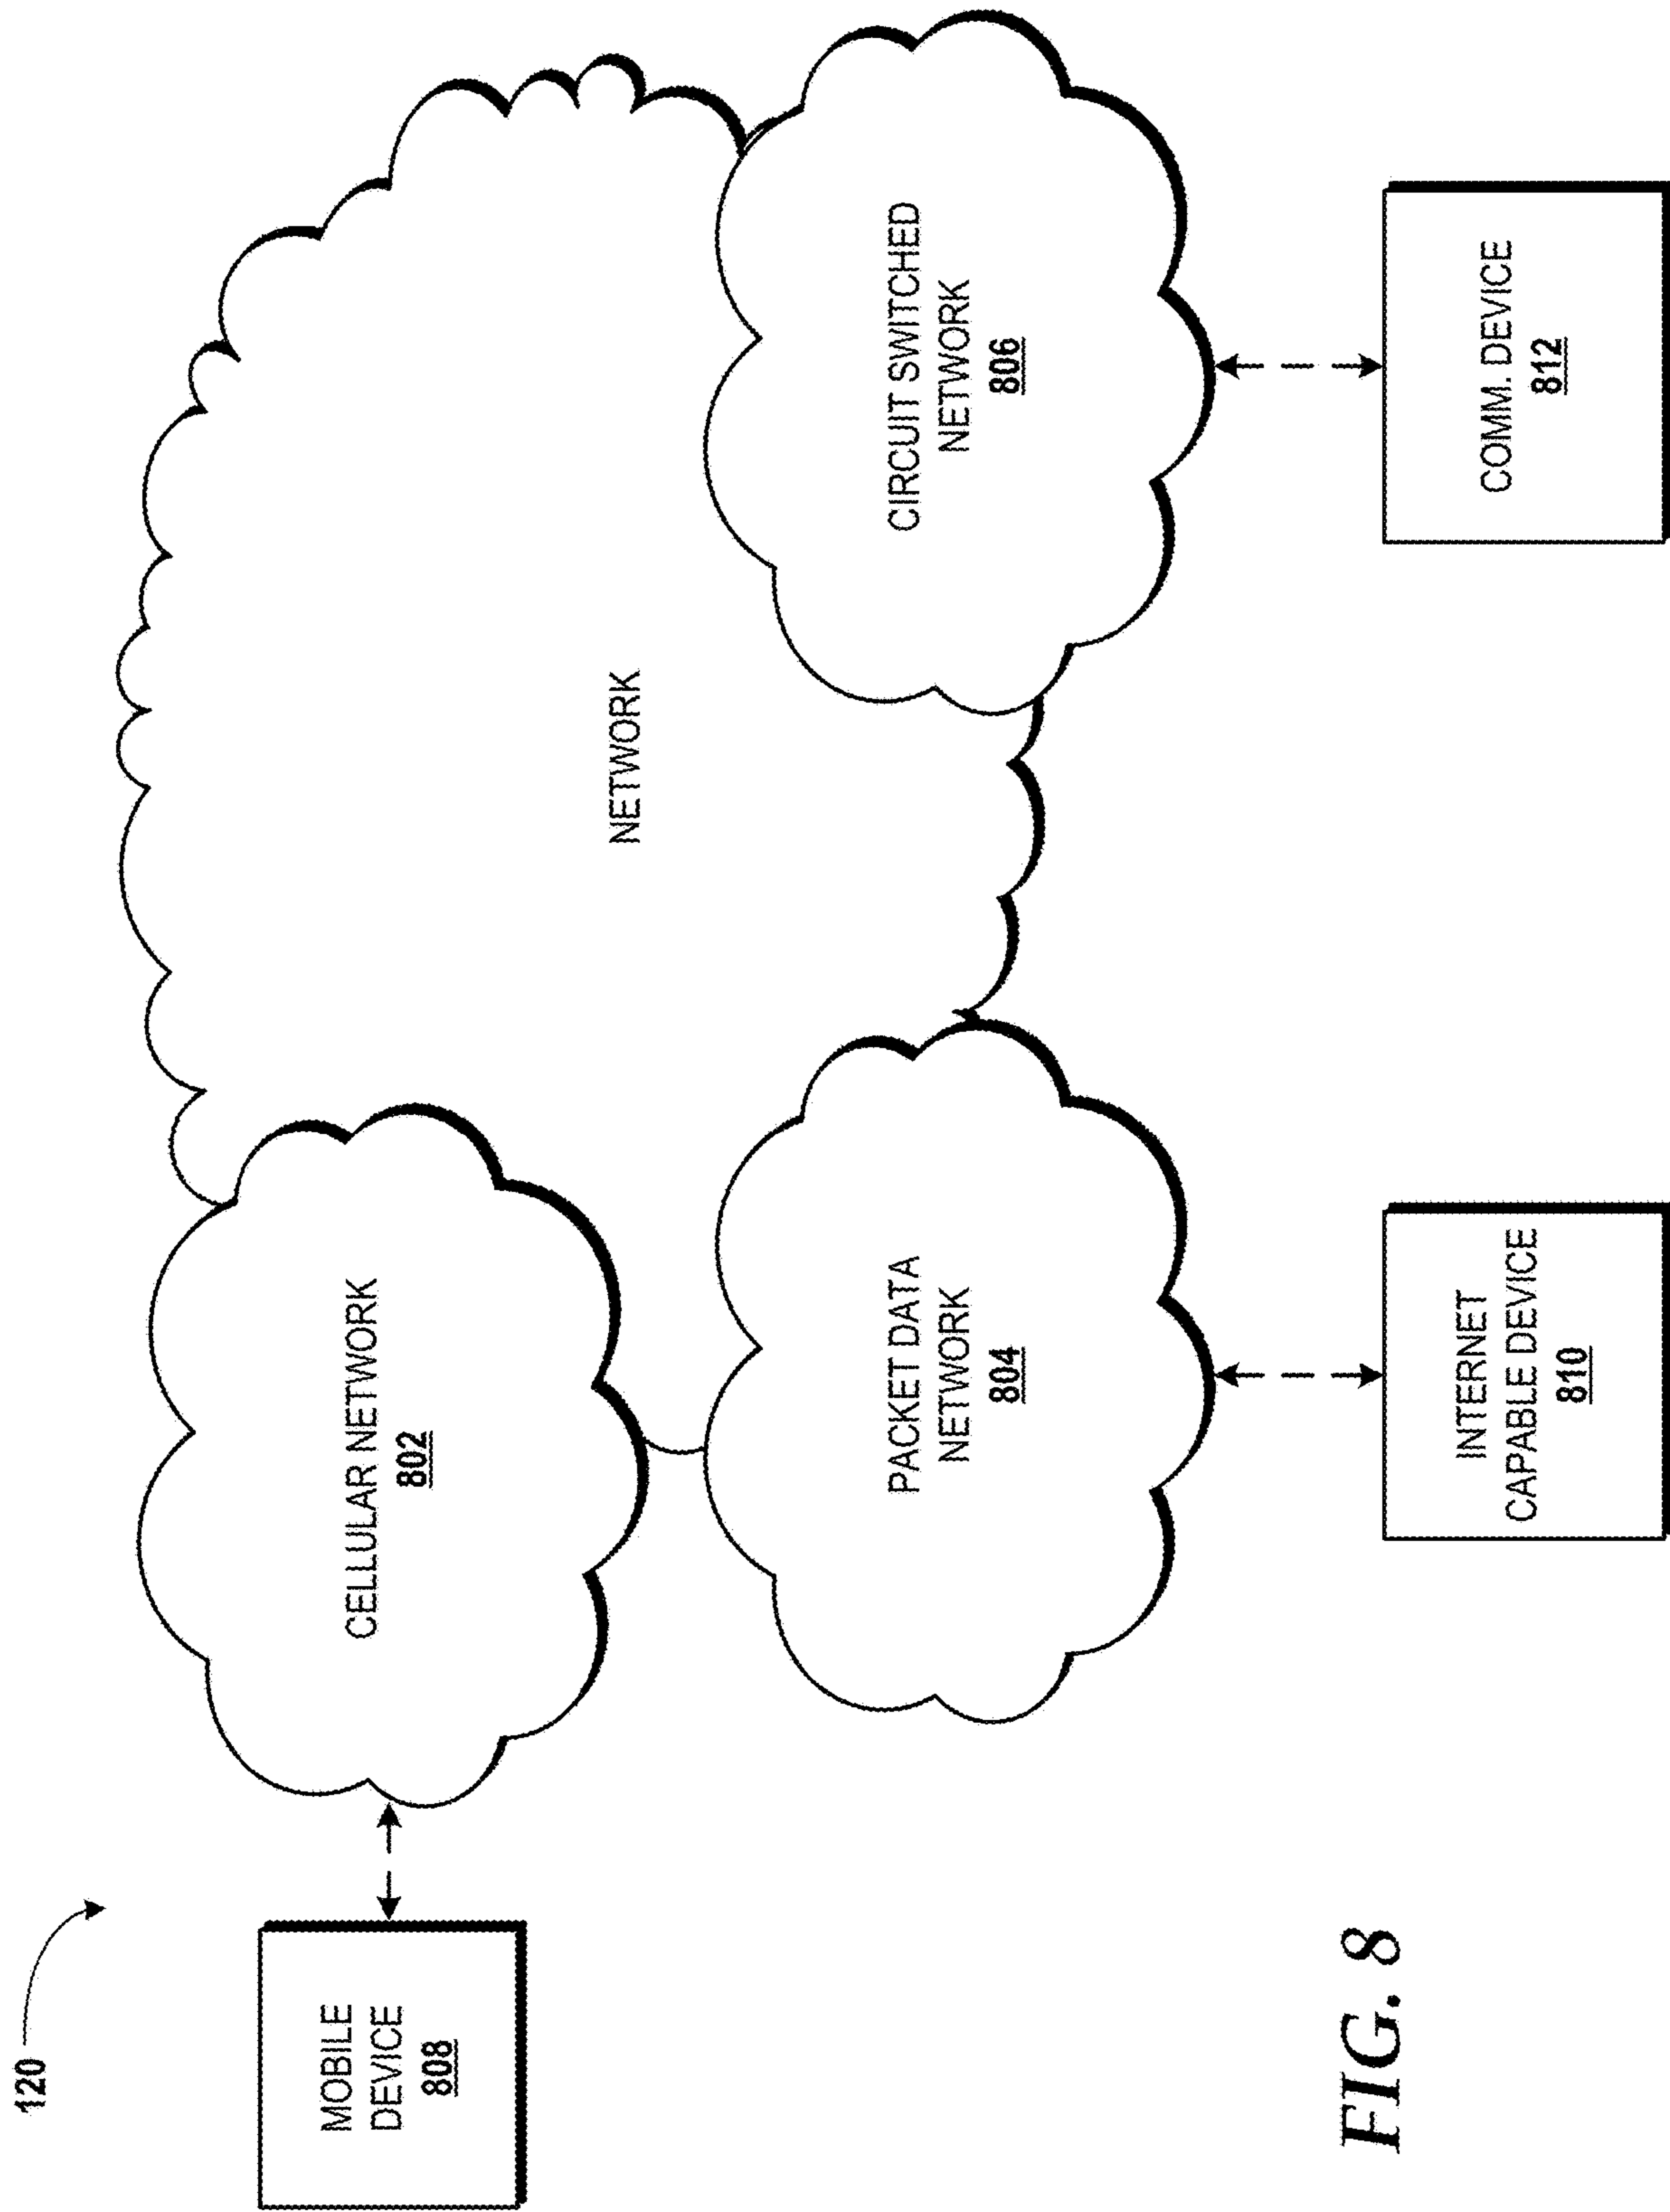 120
MOBILE
DEVICE
808
CELLULAR NETWORK
802
NETWORK
PACKET DATA
NETWORK
804
CIRCUIT SWITCHED
NETWORK
806
INTERNET
CAPABLE DEVICE
810
COMM. DEVICE
812
FIG. 8